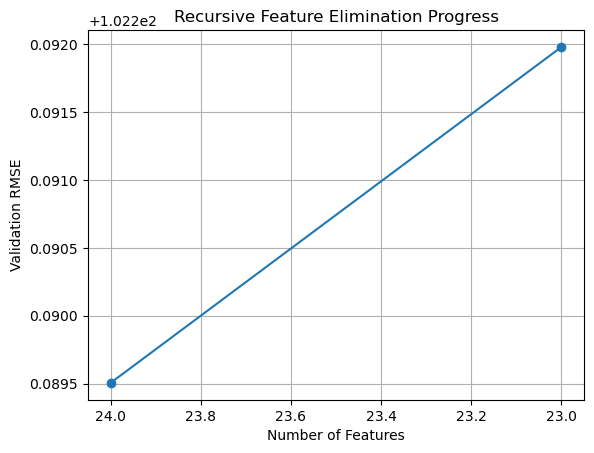 Recursive Feature Elimination Progress
+1.022e2
0.0920
0.0915
0.0910
0.0905
0.0900
0.0895
Validation RMSE
24.0 23.8 23.6 23.4 23.2 23.0
Number of Features